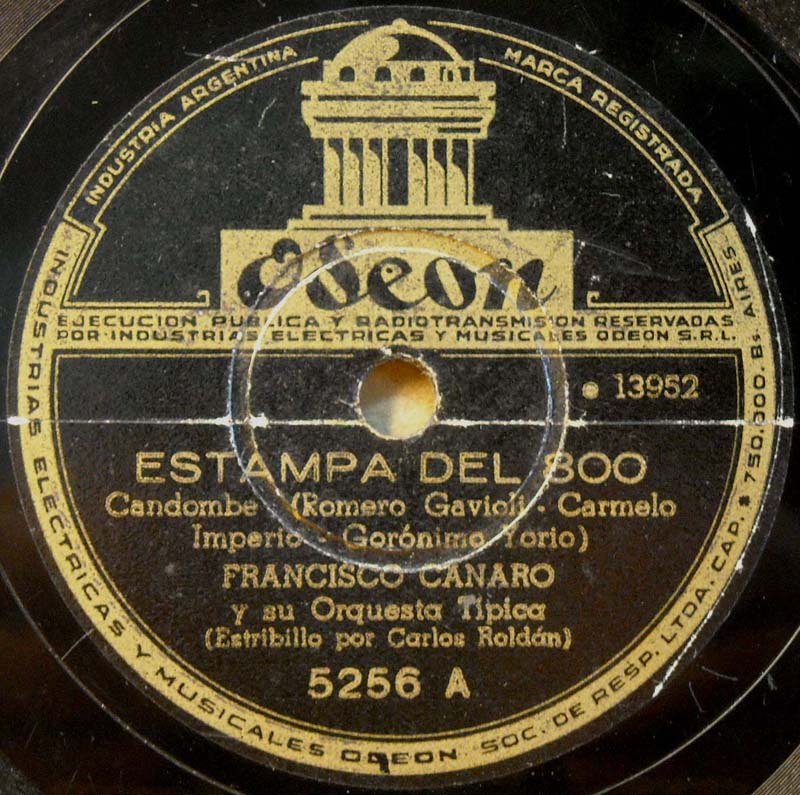 INDUSTRIA ARGENTINA
MARCA REGISTRADA
Odeon
EJECUCION PUBLICA Y RADIOTRANSMISION RESERVADAS
POR INDUSTRIAS ELECTRICAS Y MUSICALES ODEON S.R.L.
13952
ESTAMPA DEL 800
Candombe (Romero Gavioli - Carmelo
Imperio - Gorónimo Yorio)
FRANCISCO CANARO
y su Orquesta Típica
(Estribillo por Carlos Roldán)
5256 A
INDUSTRIAS ELECTRICAS Y MUSICALES ODEON SOC. DE RESP. LTDA. CAP. $ 750.000. Bs AIRES